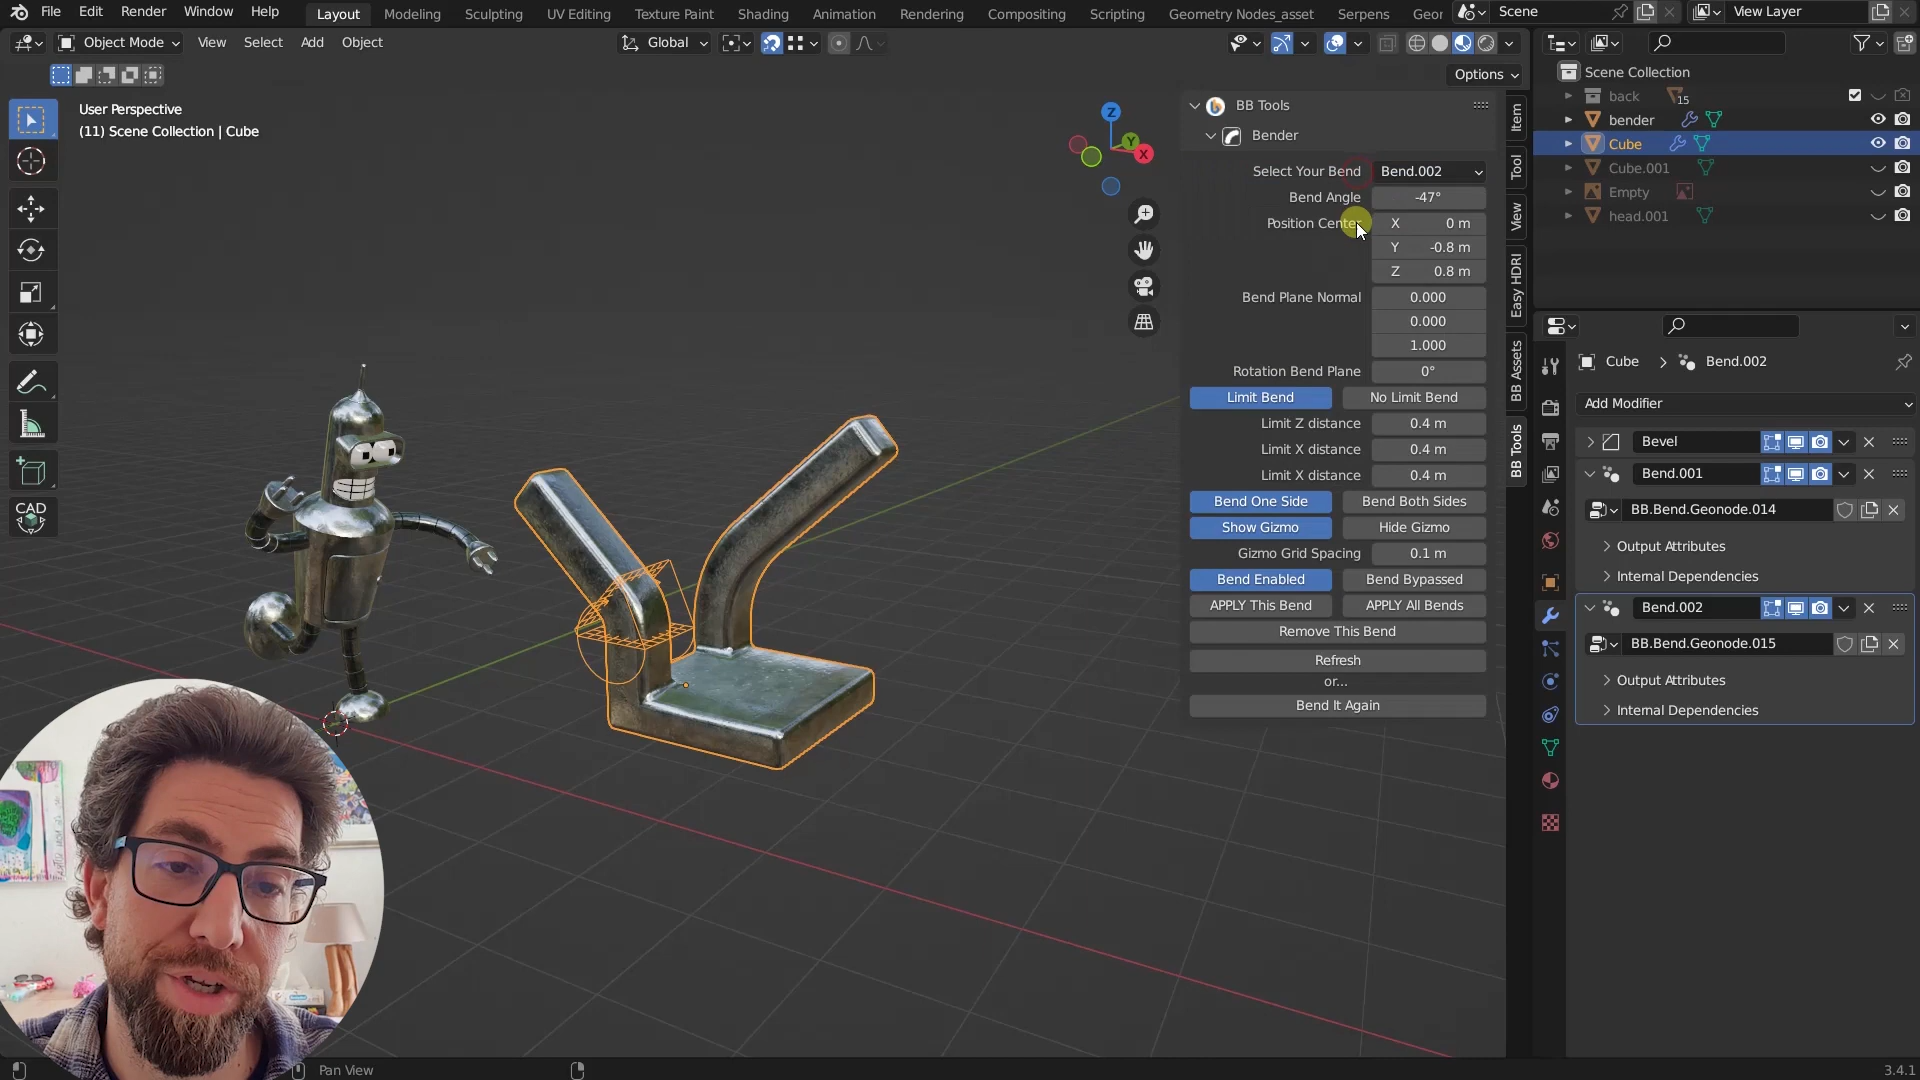 File Edit Render Window Help Layout Modeling Sculpting UV Editing Texture Paint Shading Animation Rendering Compositing Scripting Geometry Nodes_asset Serpens Geor Scene View Layer
Object Mode View Select Add Object Global
Options
User Perspective
(11) Scene Collection | Cube
Z
Y
X
CAD
BB Tools
Bender
Select Your Bend Bend.002
Bend Angle -47°
Position Center X 0 m
Y -0.8 m
Z 0.8 m
Bend Plane Normal 0.000
0.000
1.000
Rotation Bend Plane 0°
Limit Bend No Limit Bend
Limit Z distance 0.4 m
Limit X distance 0.4 m
Limit X distance 0.4 m
Bend One Side Bend Both Sides
Show Gizmo Hide Gizmo
Gizmo Grid Spacing 0.1 m
Bend Enabled Bend Bypassed
APPLY This Bend APPLY All Bends
Remove This Bend
Refresh
or...
Bend It Again
Item
Tool
View
Easy HDRI
BB Assets
BB Tools
Scene Collection
back 15
bender
Cube
Cube.001
Empty
head.001
Cube > Bend.002
Add Modifier
Bevel
Bend.001
BB.Bend.Geonode.014
Output Attributes
Internal Dependencies
Bend.002
BB.Bend.Geonode.015
Output Attributes
Internal Dependencies
Pan View
3.4.1